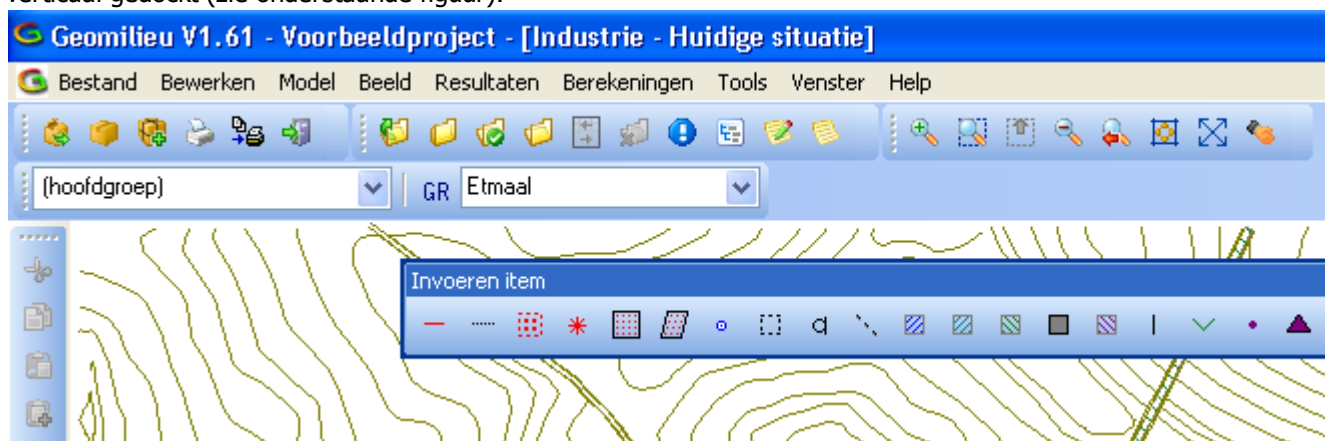 verticaal gedockt (zie onderstaande figuur).
Geomilieu V1.61 - Voorbeeldproject - [Industrie - Huidige situatie]
Bestand Bewerken Model Beeld Resultaten Berekeningen Tools Venster Help
(hoofdgroep) GR Etmaal
Invoeren item